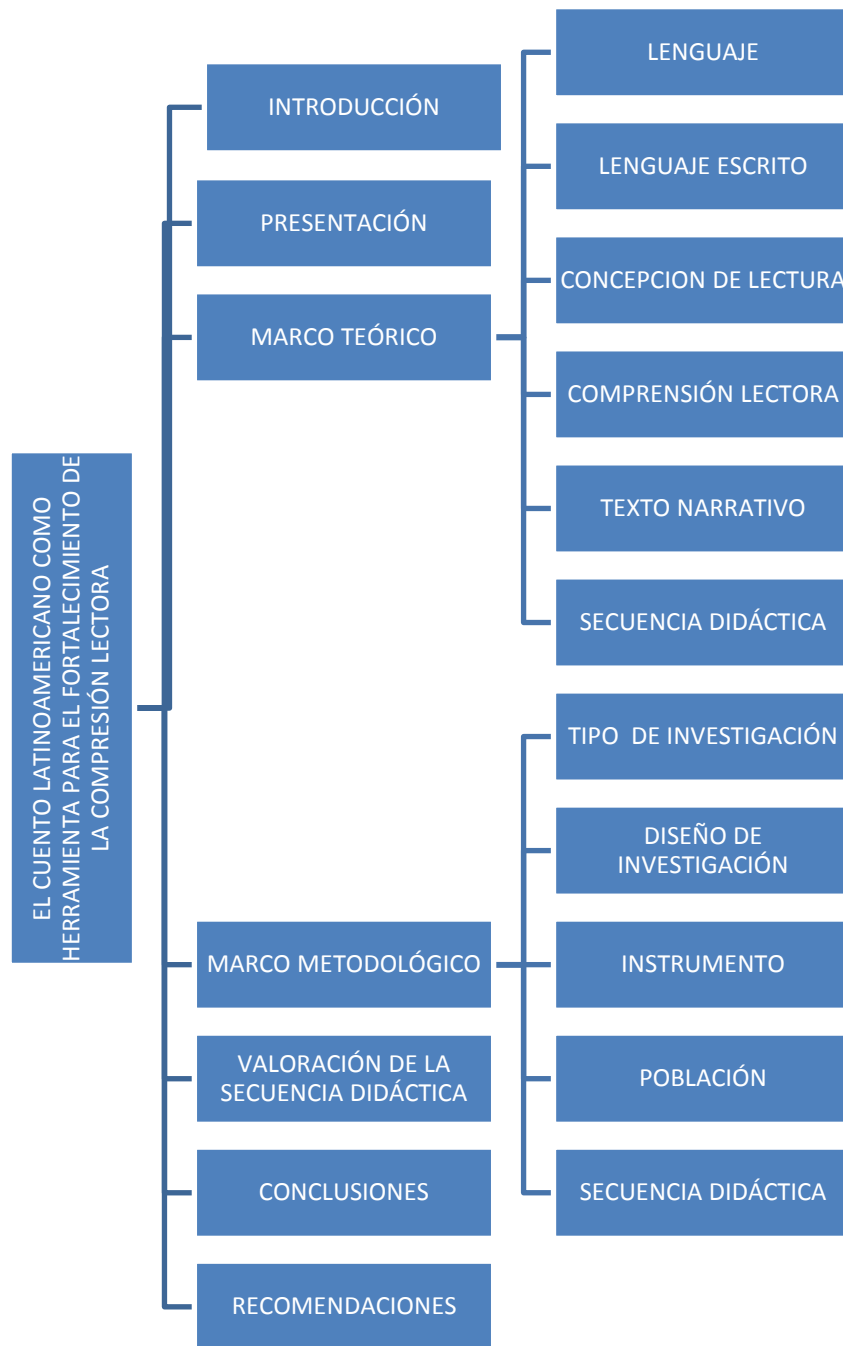 EL CUENTO LATINOAMERICANO COMO
HERRAMIENTA PARA EL FORTALECIMIENTO DE
LA COMPRESIÓN LECTORA
INTRODUCCIÓN
PRESENTACIÓN
MARCO TEÓRICO
LENGUAJE
LENGUAJE ESCRITO
CONCEPCION DE LECTURA
COMPRENSIÓN LECTORA
TEXTO NARRATIVO
SECUENCIA DIDÁCTICA
MARCO METODOLÓGICO
TIPO DE INVESTIGACIÓN
DISEÑO DE
INVESTIGACIÓN
INSTRUMENTO
POBLACIÓN
SECUENCIA DIDÁCTICA
VALORACIÓN DE LA
SECUENCIA DIDÁCTICA
CONCLUSIONES
RECOMENDACIONES